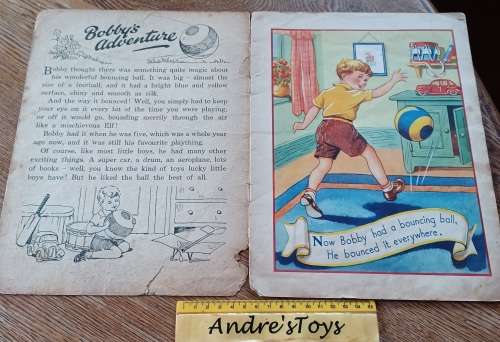 Bobby's
Adventure
Bobby thought there was something quite magic about
his wonderful bouncing ball. It was big – almost the
size of a football, and it had a bright blue and yellow
surface, shiny and smooth as silk.
And the way it bounced! Well, you simply had to keep
your eye on it every bit of the time you were playing,
or off it would go, bounding merrily through the air
like a mischievous Elf!
Bobby had it when he was five, which was a whole year
ago now, and it was still his favourite plaything.
Of course, like most little boys, he had many other
exciting things. A super car, a drum, an aeroplane, lots
of books – well, you know the kind of toys lucky little
boys have! But he liked the ball the best of all.
Now Bobby had a bouncing ball,
He bounced it everywhere.
Andre'sToys